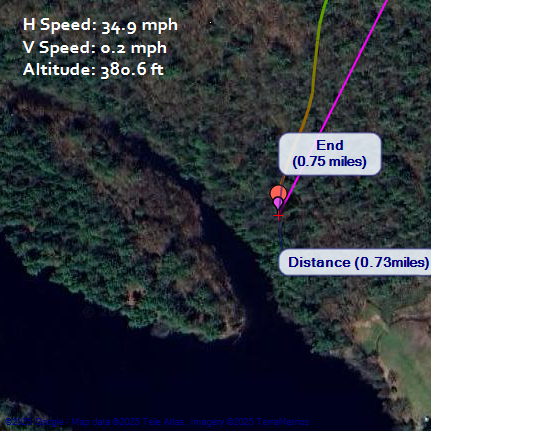 H Speed: 34.9 mph
V Speed: 0.2 mph
Altitude: 380.6 ft
End
(0.75 miles)
Distance (0.73miles)